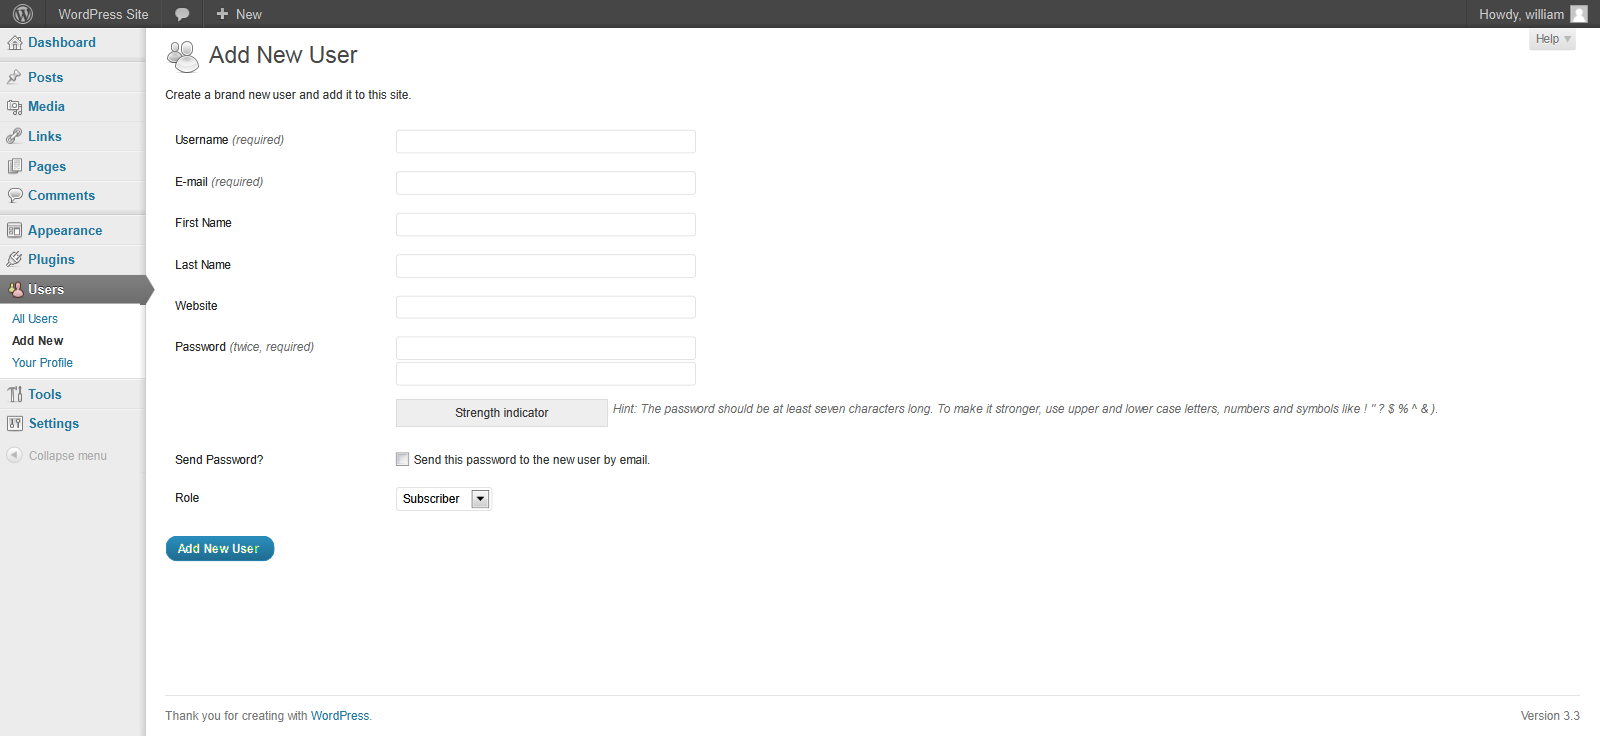 WordPress Site
New
Howdy, william
Dashboard
Posts
Media
Links
Pages
Comments
Appearance
Plugins
Users
All Users
Add New
Your Profile
Tools
Settings
Collapse menu
Help
Add New User
Create a brand new user and add it to this site.
Username (required)
E-mail (required)
First Name
Last Name
Website
Password (twice, required)
Strength indicator
Hint: The password should be at least seven characters long. To make it stronger, use upper and lower case letters, numbers and symbols like ! " ? $ % ^ & ).
Send Password?
Send this password to the new user by email.
Role
Subscriber
Add New User
Thank you for creating with WordPress.
Version 3.3